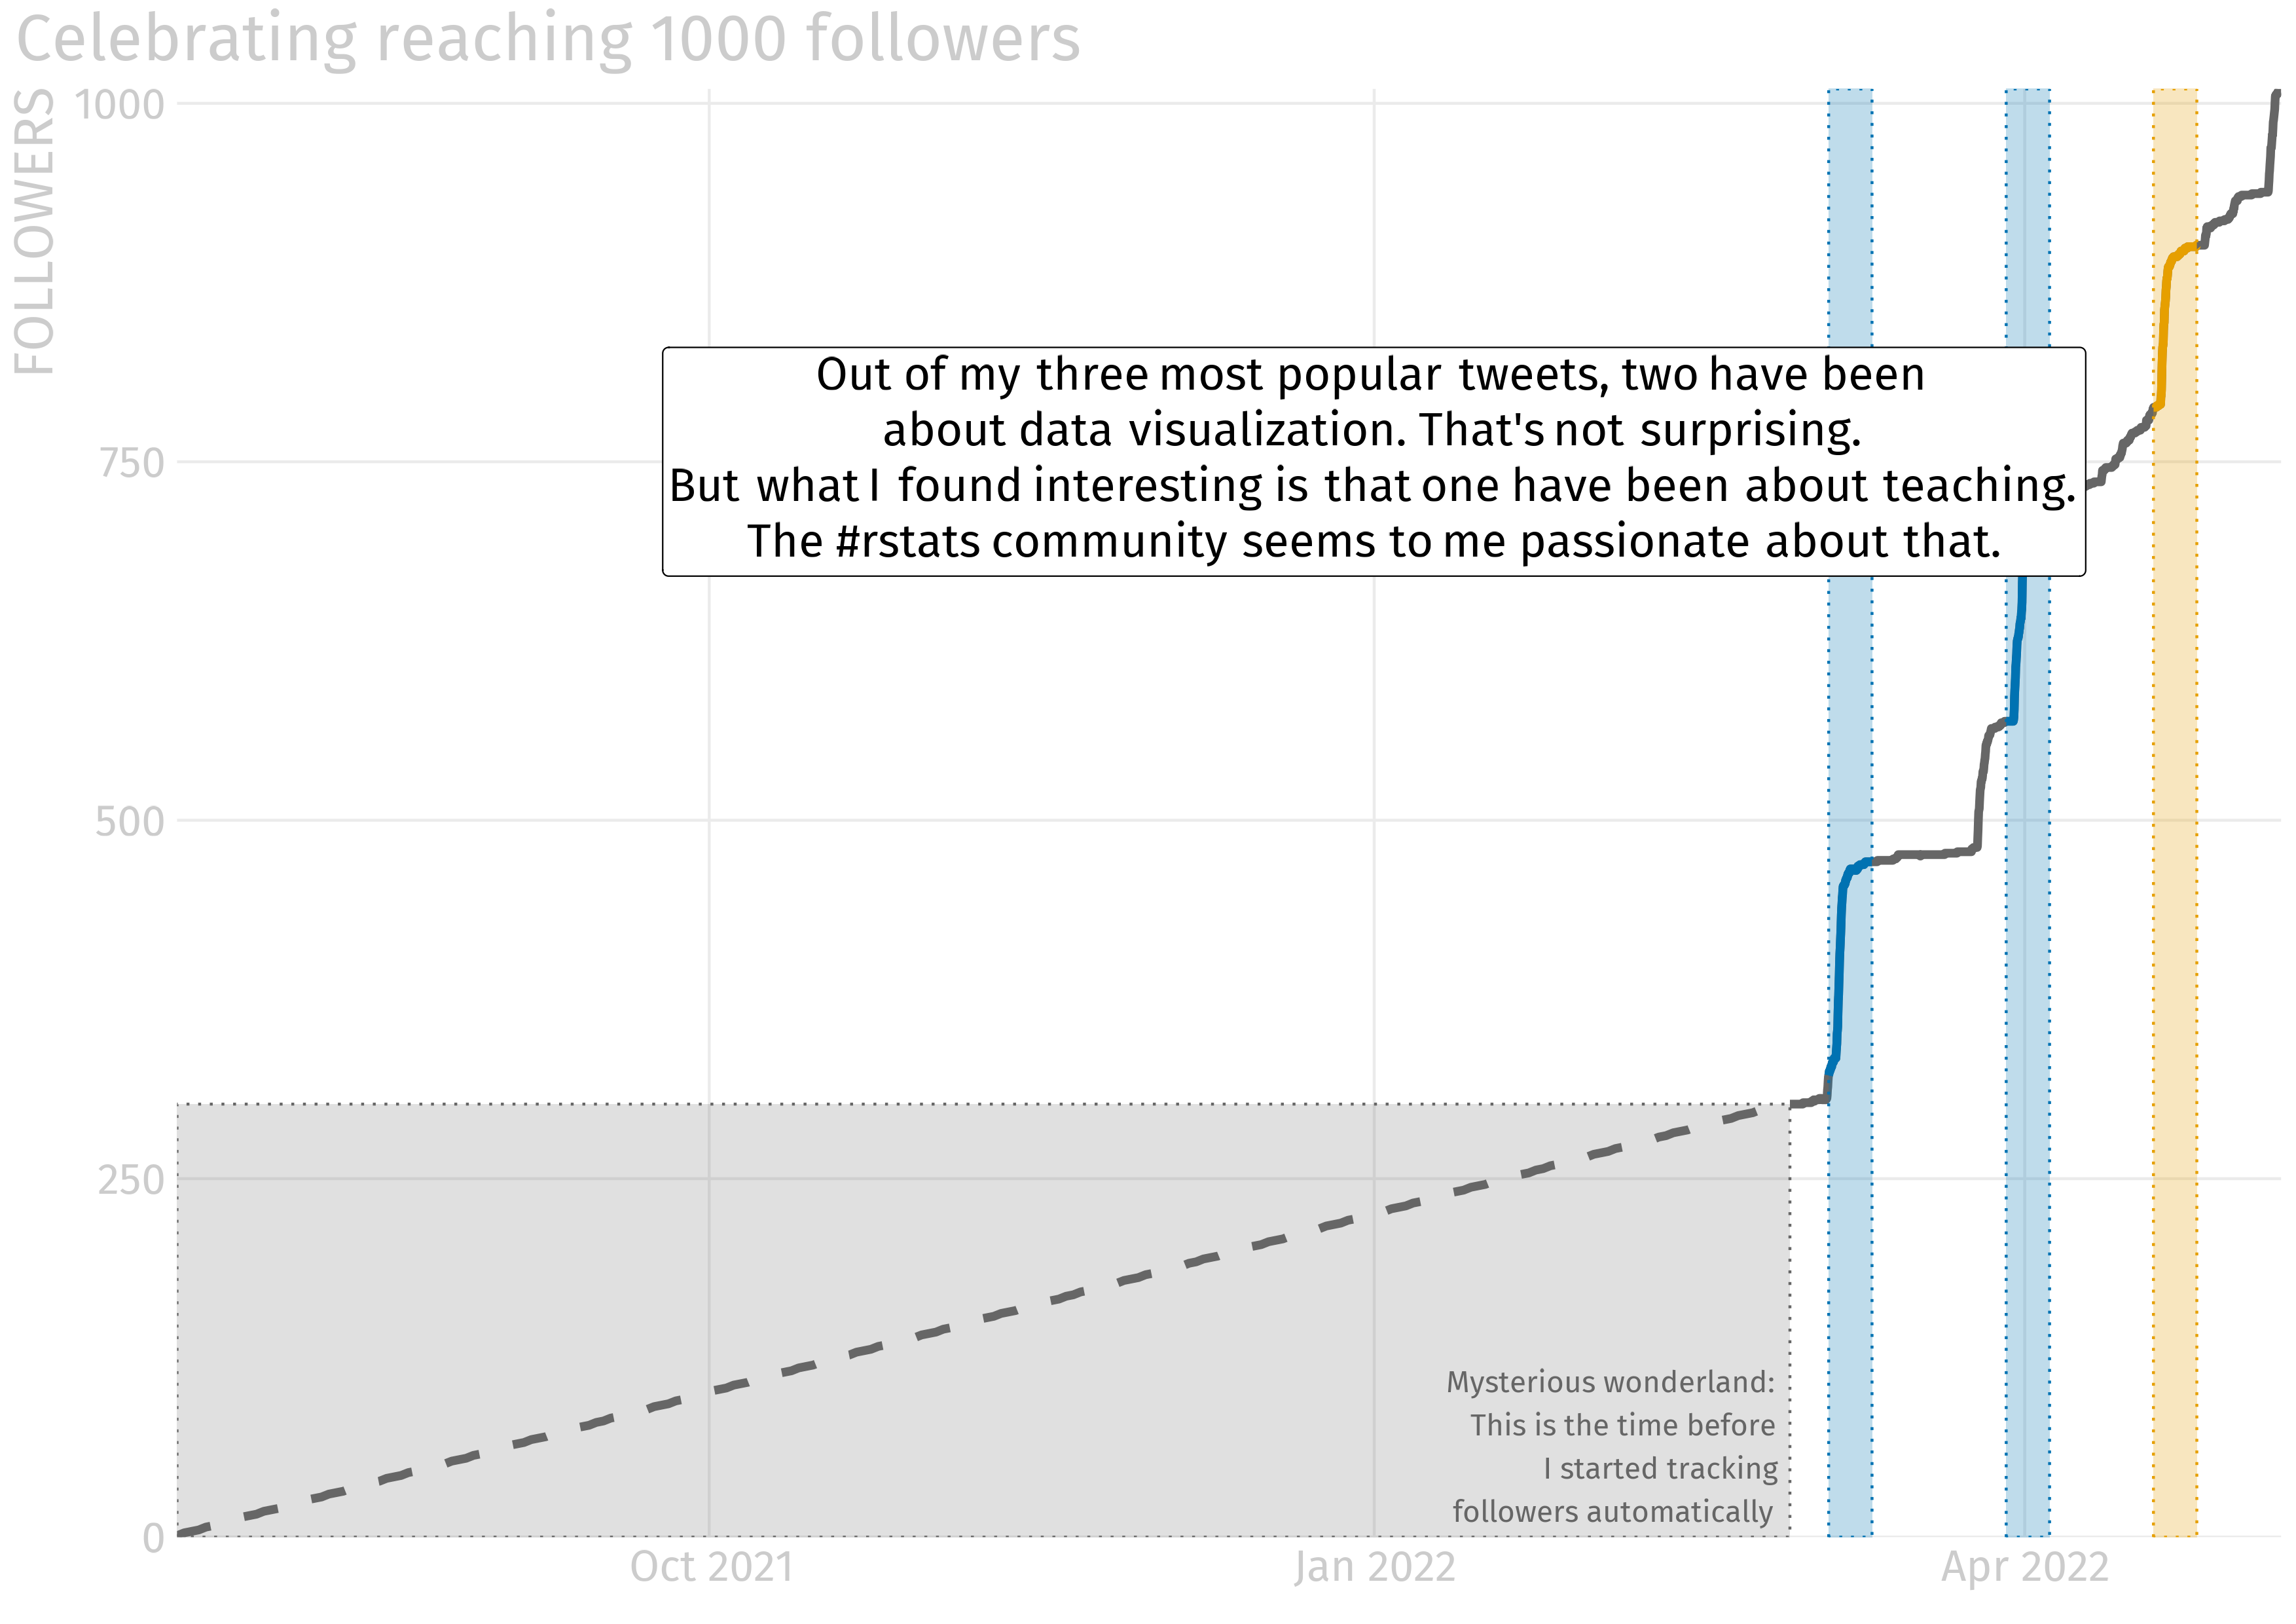 Celebrating reaching 1000 followers
FOLLOWERS
1000
750
500
250
0
Out of my three most popular tweets, two have been
about data visualization. That's not surprising.
But what I found interesting is that one have been about teaching.
The #rstats community seems to me passionate about that.
Mysterious wonderland:
This is the time before
I started tracking
followers automatically
Oct 2021
Jan 2022
Apr 2022